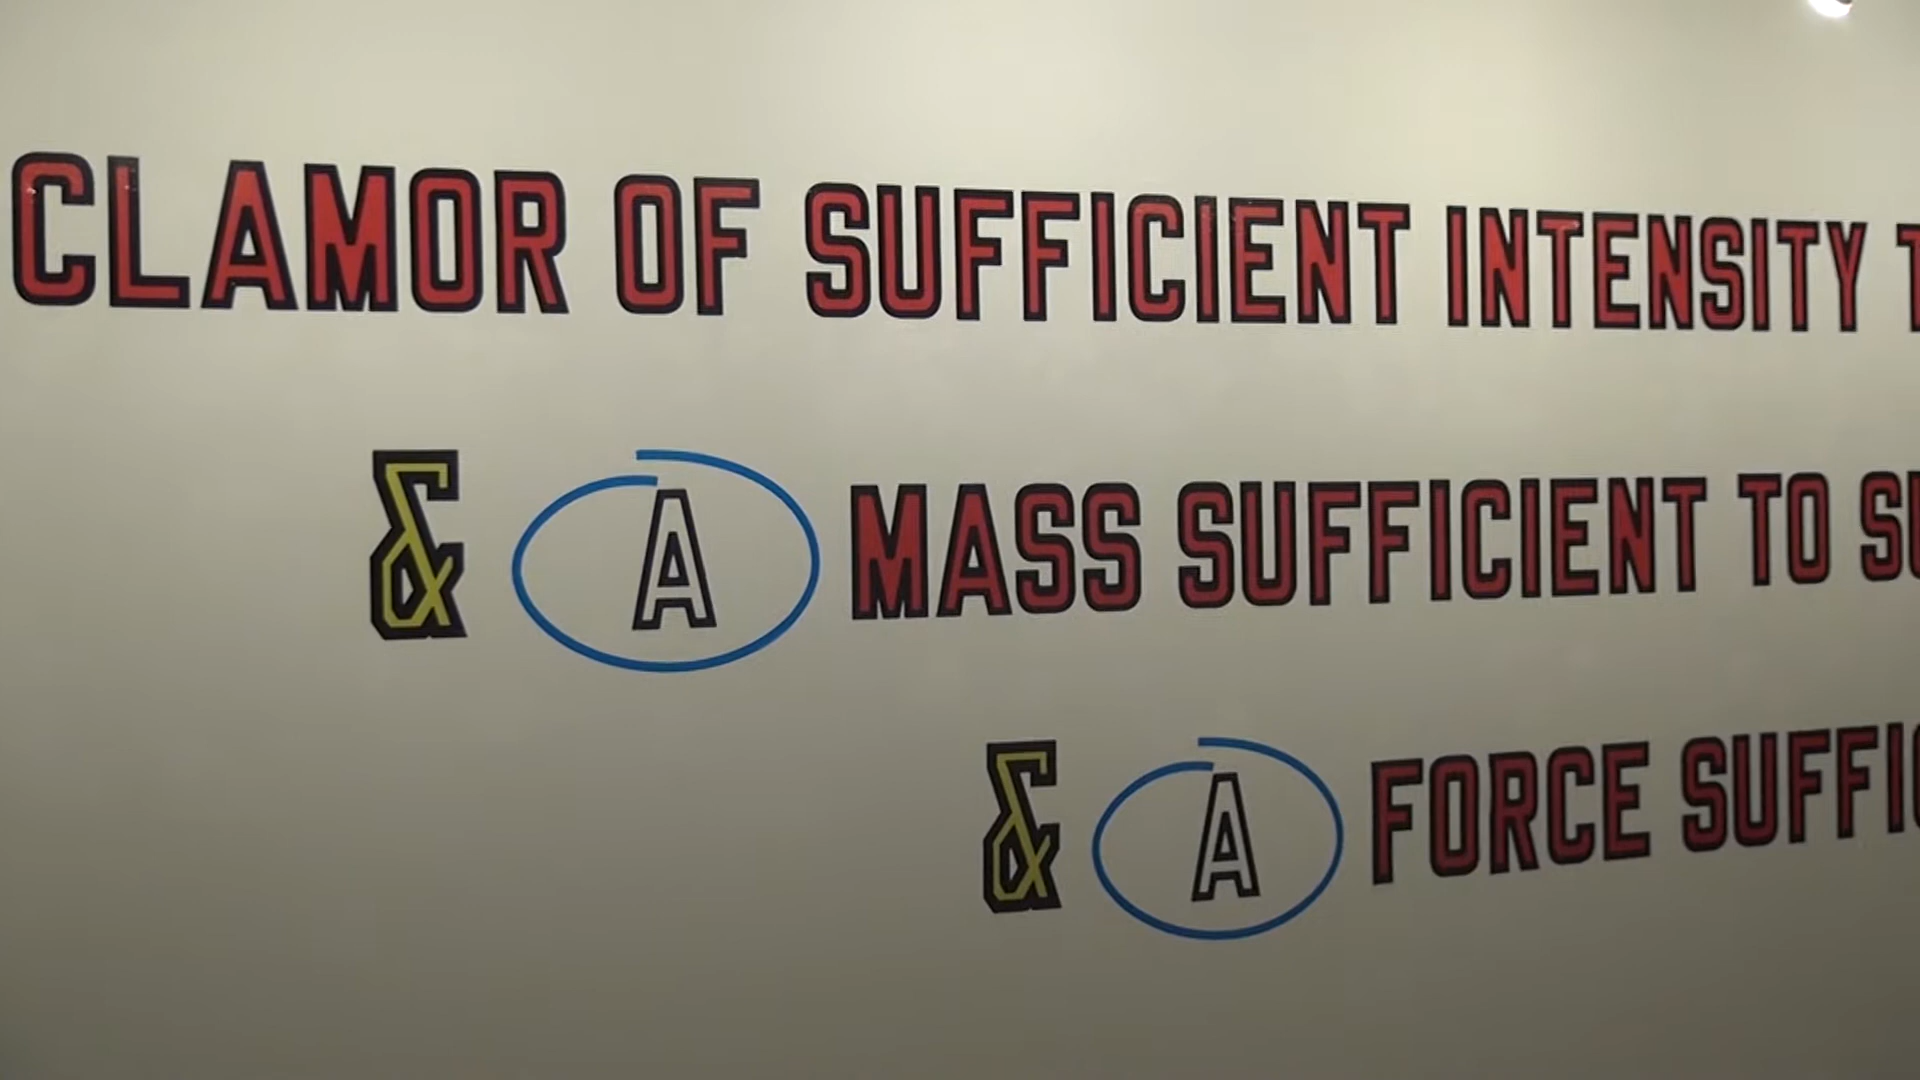 CLAMOR OF SUFFICIENT INTENSITY
& A MASS SUFFICIENT TO
& A FORCE